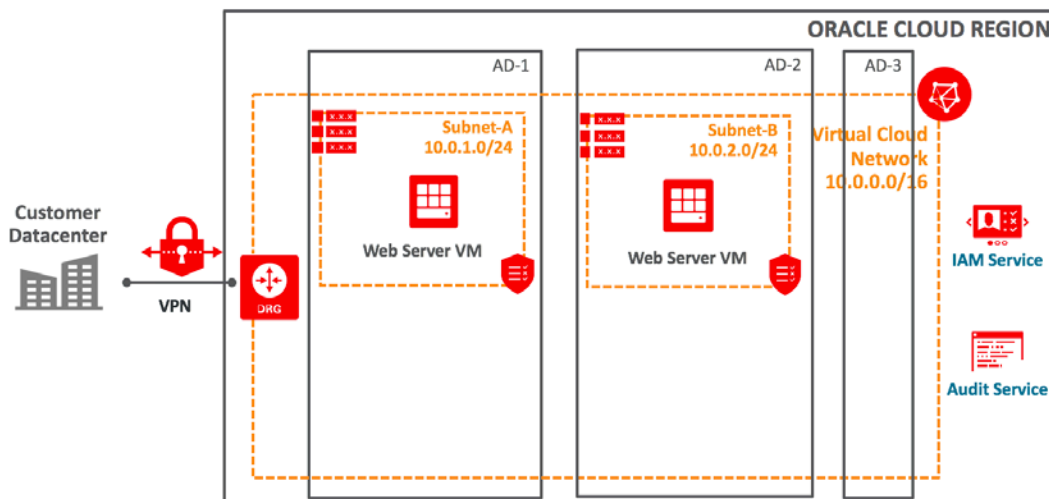 ORACLE CLOUD REGION
AD-1
AD-2
AD-3
x.x.x
x.x.x
x.x.x
Subnet-A
10.0.1.0/24
x.x.x
x.x.x
x.x.x
Subnet-B
10.0.2.0/24
Virtual Cloud
Network
10.0.0.0/16
Customer
Datacenter
Web Server VM
Web Server VM
IAM Service
VPN
DRG
Audit Service